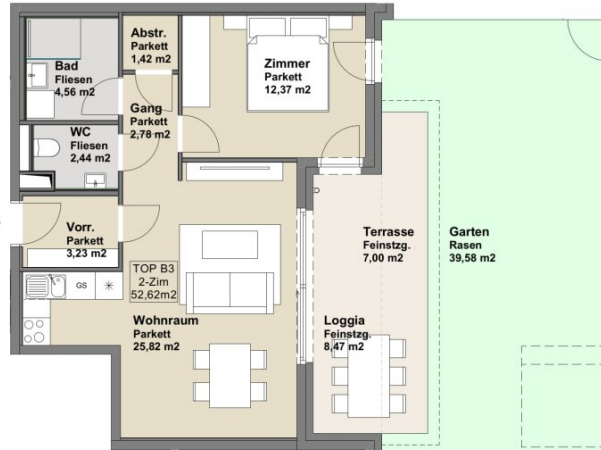 Abstr.
Parkett
1,42 m2
Bad
Fliesen
4,56 m2
Zimmer
Parkett
12,37 m2
Gang
Parkett
2,78 m2
WC
Fliesen
2,44 m2
Vorr.
Parkett
3,23 m2
Terrasse
Feinstzg.
7,00 m2
Garten
Rasen
39,58 m2
TOP B3
2-Zim
52,62m2
GS
Wohnraum
Parkett
25,82 m2
Loggia
Feinstzg.
8,47 m2